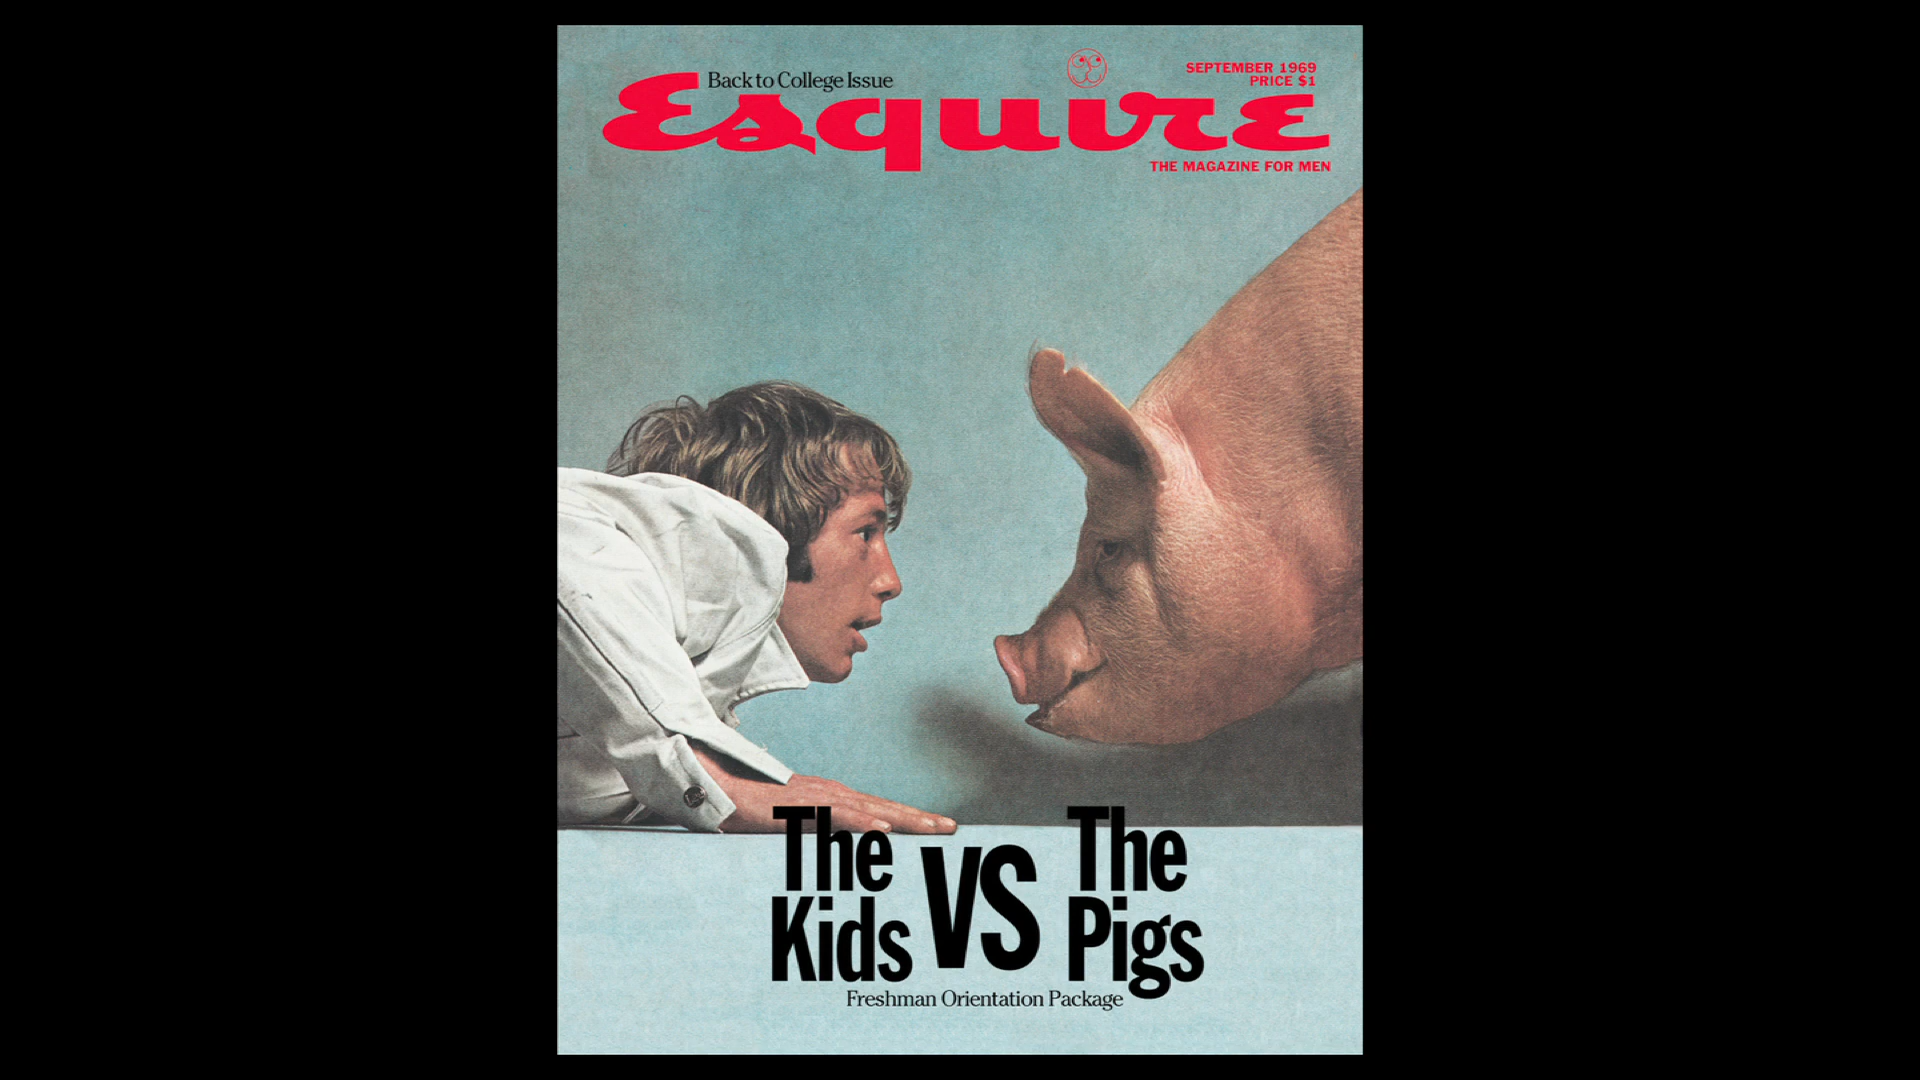 Back to College Issue
SEPTEMBER 1969
PRICE $1
Esquire
THE MAGAZINE FOR MEN
The Kids
VS
The Pigs
Freshman Orientation Package